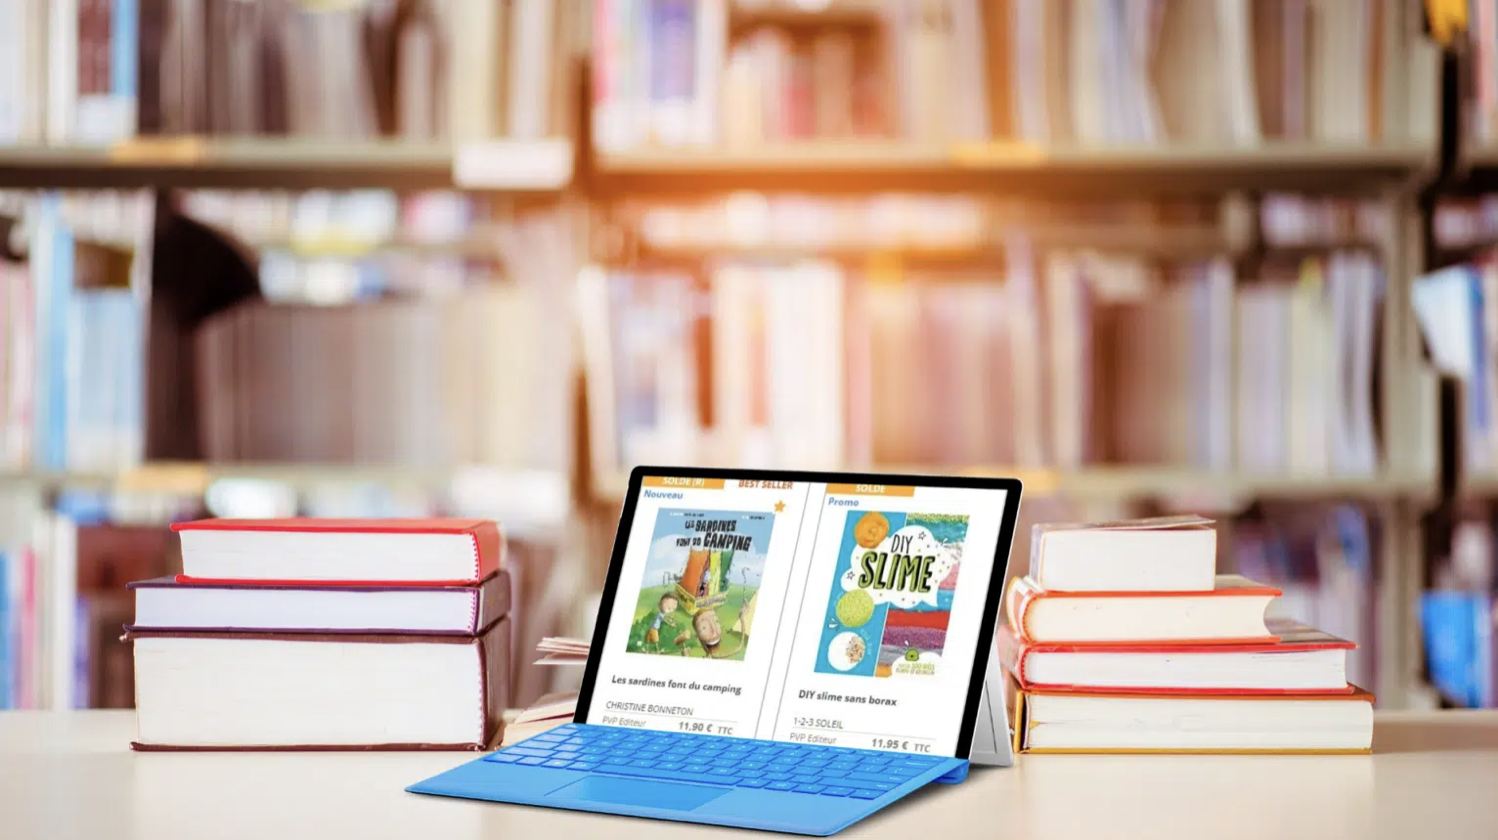 SOLDE (R)
BEST SELLER
Nouveau
LES SARDINES
FONT DU CAMPING
Les sardines font du camping
CHRISTINE BONNETON
PVP Editeur 11,90 € TTC
SOLDE
Promo
DIY
SLIME
DIY slime sans borax
1-2-3 SOLEIL
PVP Editeur 11,95 € TTC